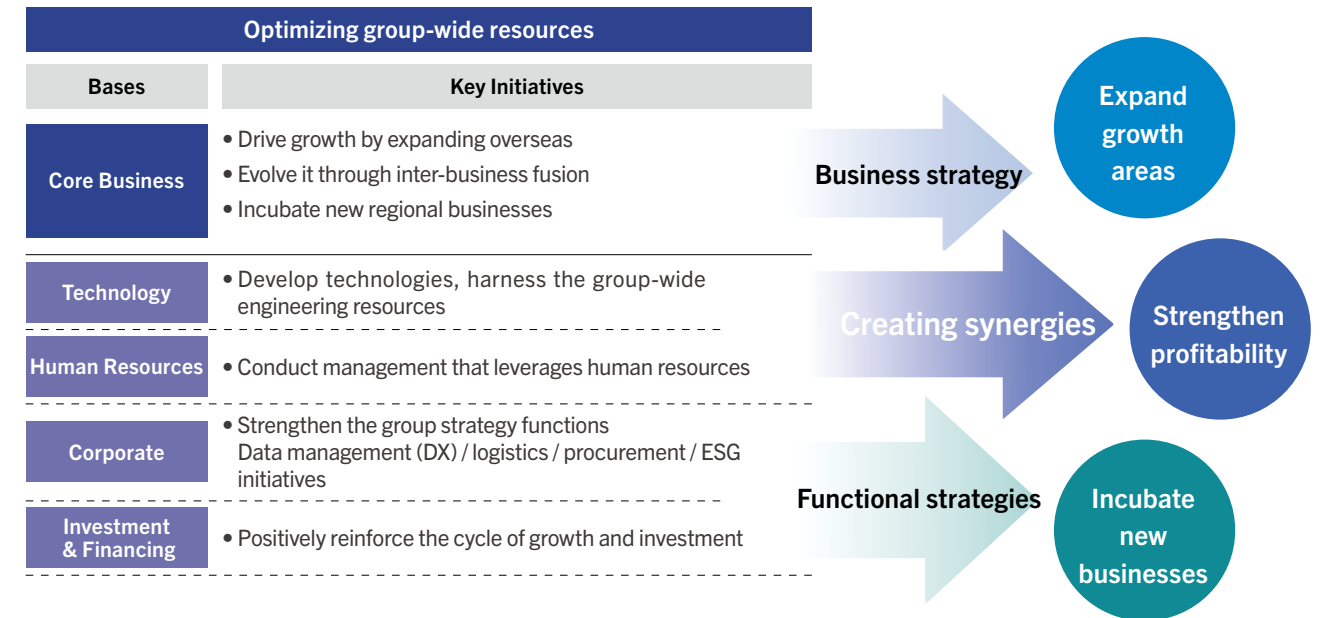 Optimizing group-wide resources
Bases
Key Initiatives
Core Business
• Drive growth by expanding overseas
• Evolve it through inter-business fusion
• Incubate new regional businesses
Technology
• Develop technologies, harness the group-wide
engineering resources
Human Resources
• Conduct management that leverages human resources
Corporate
• Strengthen the group strategy functions
Data management (DX) / logistics / procurement / ESG
initiatives
Investment
& Financing
• Positively reinforce the cycle of growth and investment
Business strategy
Creating synergies
Functional strategies
Expand
growth
areas
Strengthen
profitability
Incubate
new
businesses